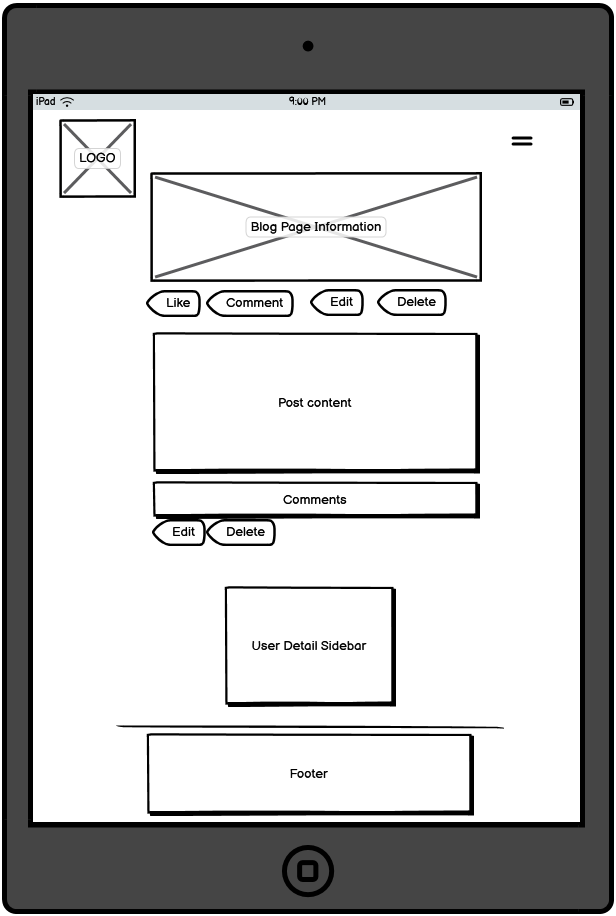 iPad 9:00 PM
LOGO
Blog Page Information
Like Comment Edit Delete
Post content
Comments
Edit Delete
User Detail Sidebar
Footer